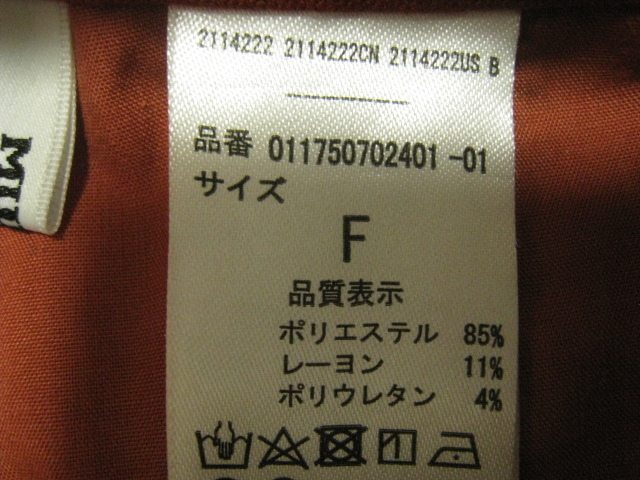 2114222 2114222CN 2114222US B
品番 011750702401 -01
サイズ
F
品質表示
ポリエステル 85%
レーヨン 11%
ポリウレタン 4%